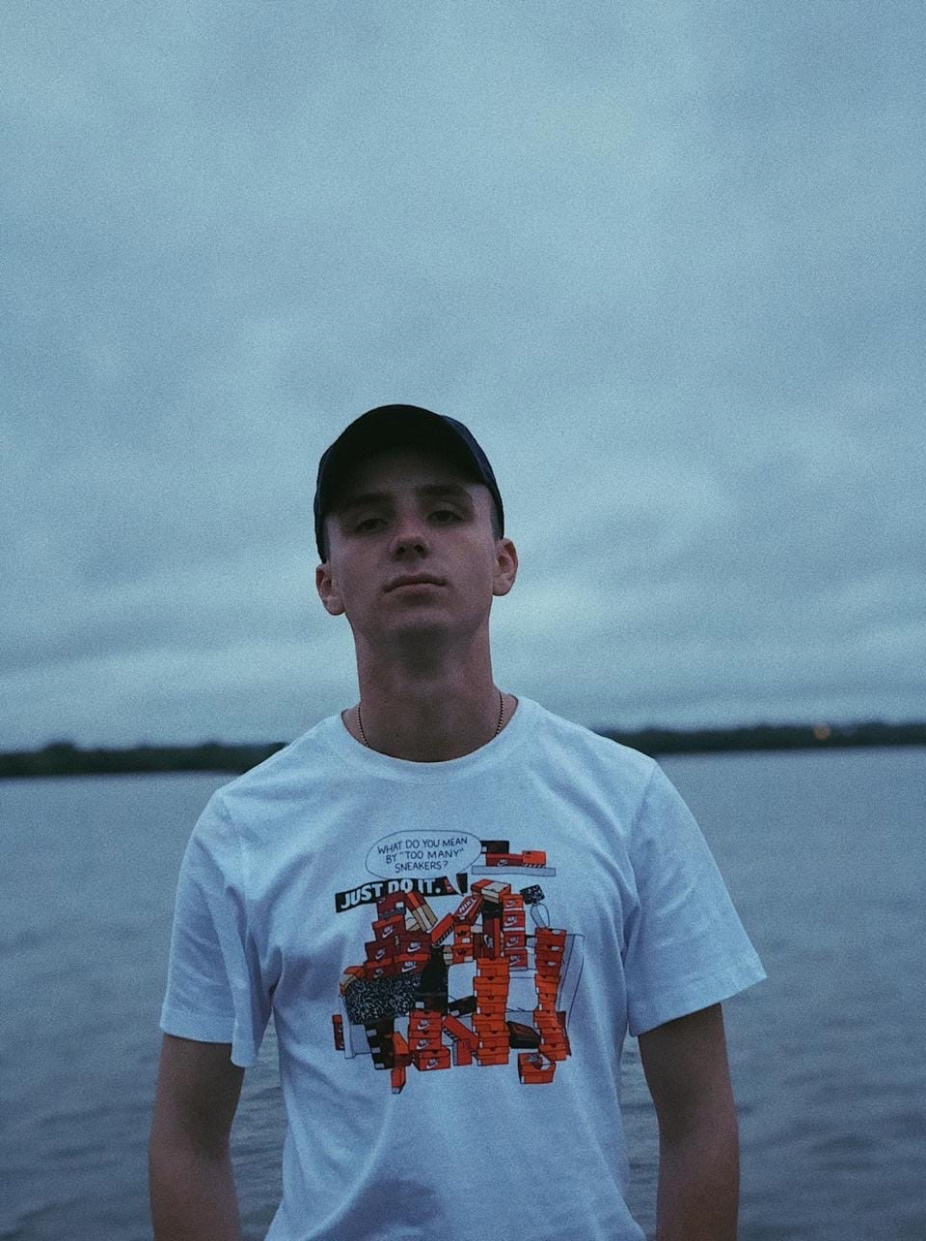 WHAT DO YOU MEAN
BY "TOO MANY"
SNEAKERS?
JUST DO IT.